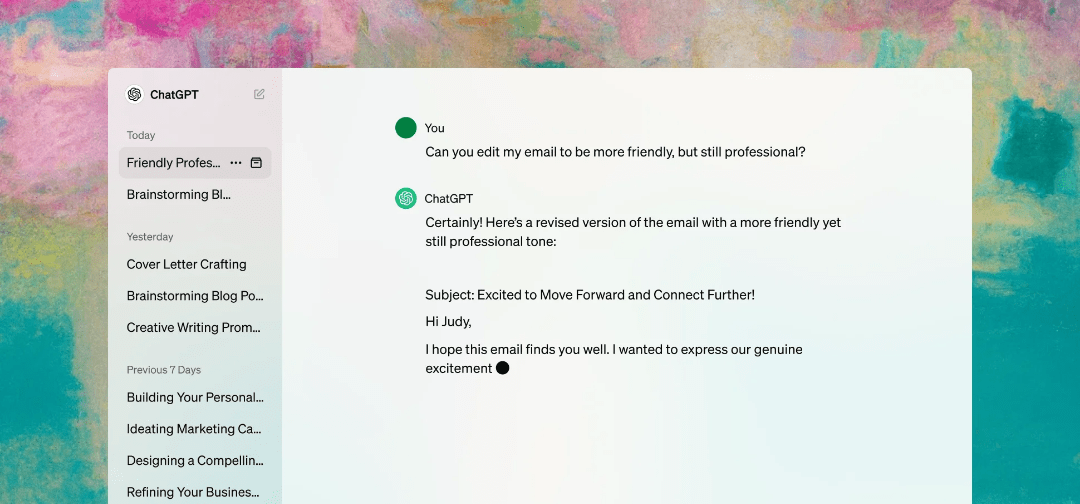 ChatGPT
Today
Friendly Profes...
Brainstorming Bl...
Yesterday
Cover Letter Crafting
Brainstorming Blog Po...
Creative Writing Prom...
Previous 7 Days
Building Your Personal...
Ideating Marketing Ca...
Designing a Compellin...
Refining Your Busines...
You
Can you edit my email to be more friendly, but still professional?
ChatGPT
Certainly! Here’s a revised version of the email with a more friendly yet
still professional tone:
Subject: Excited to Move Forward and Connect Further!
Hi Judy,
I hope this email finds you well. I wanted to express our genuine
excitement